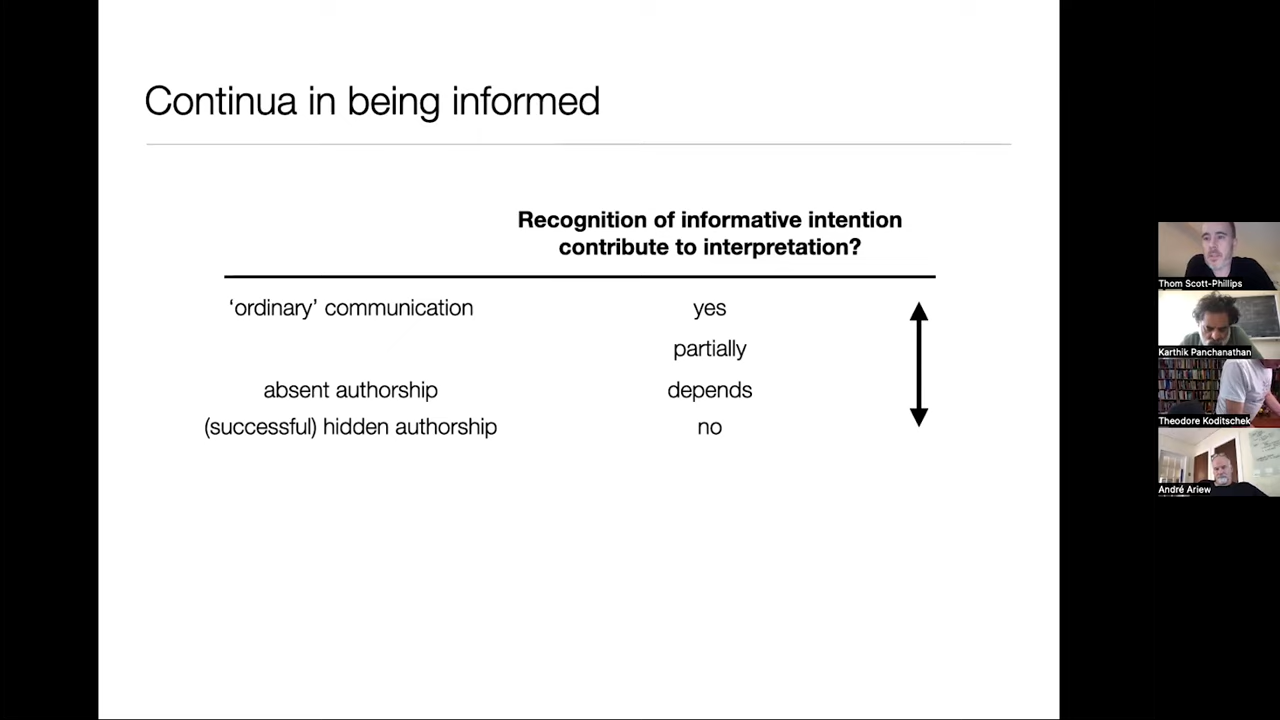 Continua in being informed
Recognition of informative intention
contribute to interpretation?
‘ordinary’ communication yes
partially
absent authorship depends
(successful) hidden authorship no
Thom Scott-Phillips
Karthik Panchanathan
Theodore Koditschek
André Ariew